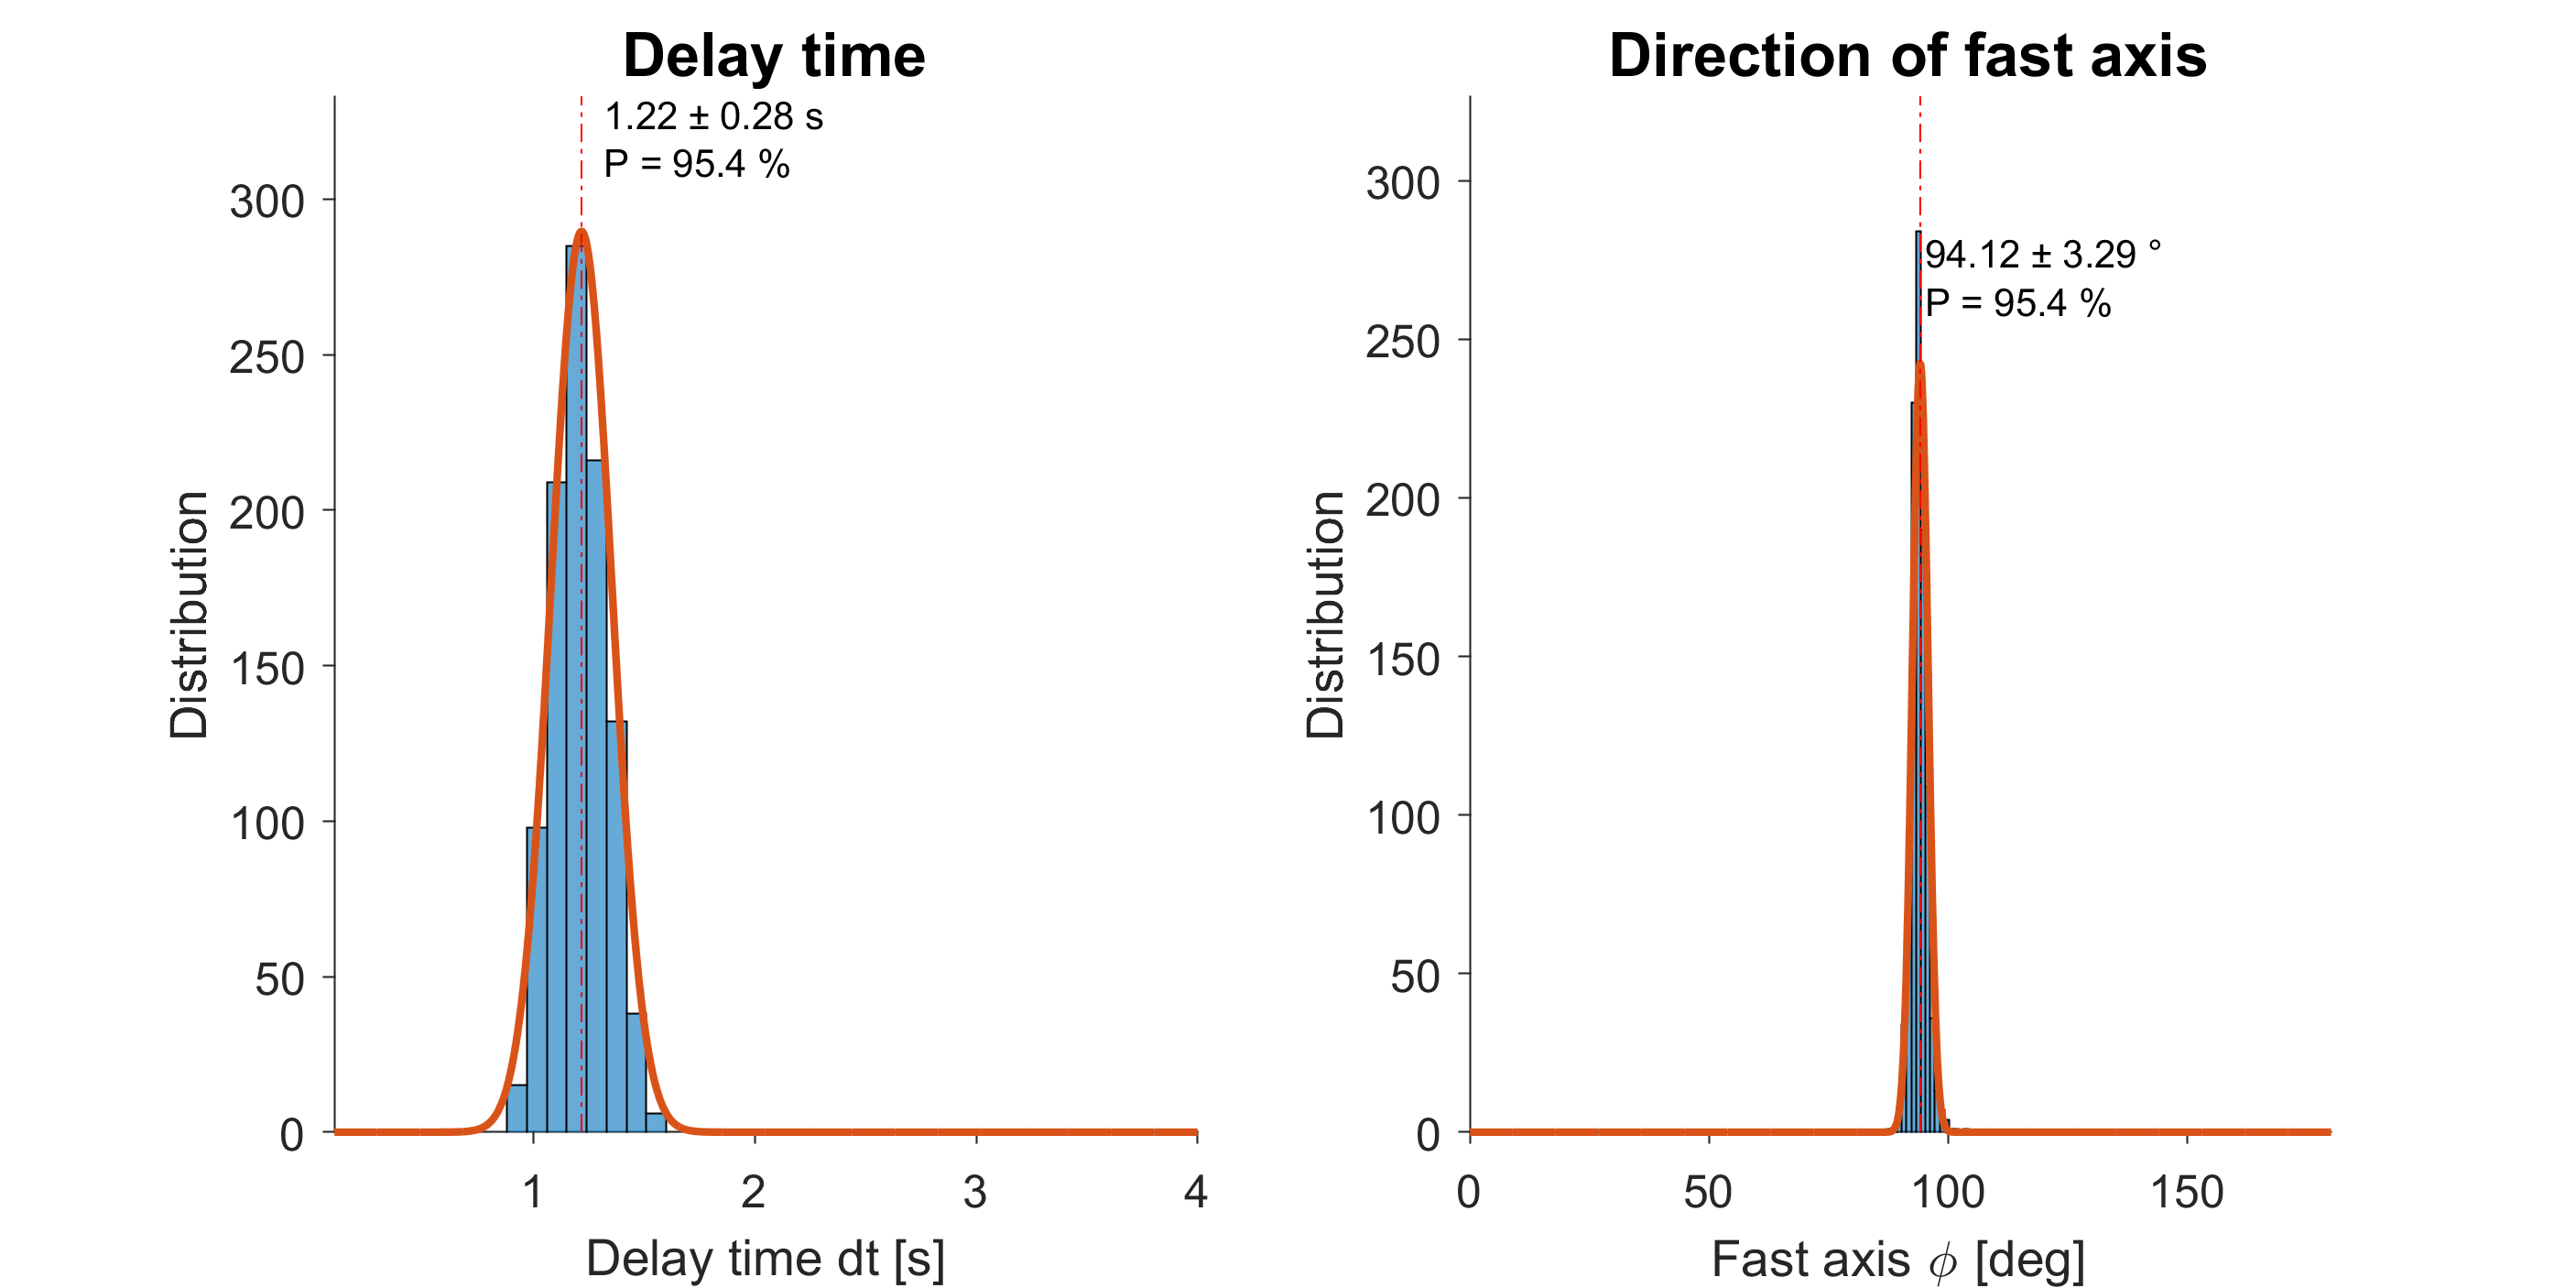 Delay time
1.22 ± 0.28 s
P = 95.4 %
300
250
200
150
100
50
0
Distribution
1 2 3 4
Delay time dt [s]
Direction of fast axis
94.12 ± 3.29 °
P = 95.4 %
300
250
200
150
100
50
0
Distribution
0 50 100 150
Fast axis ϕ [deg]